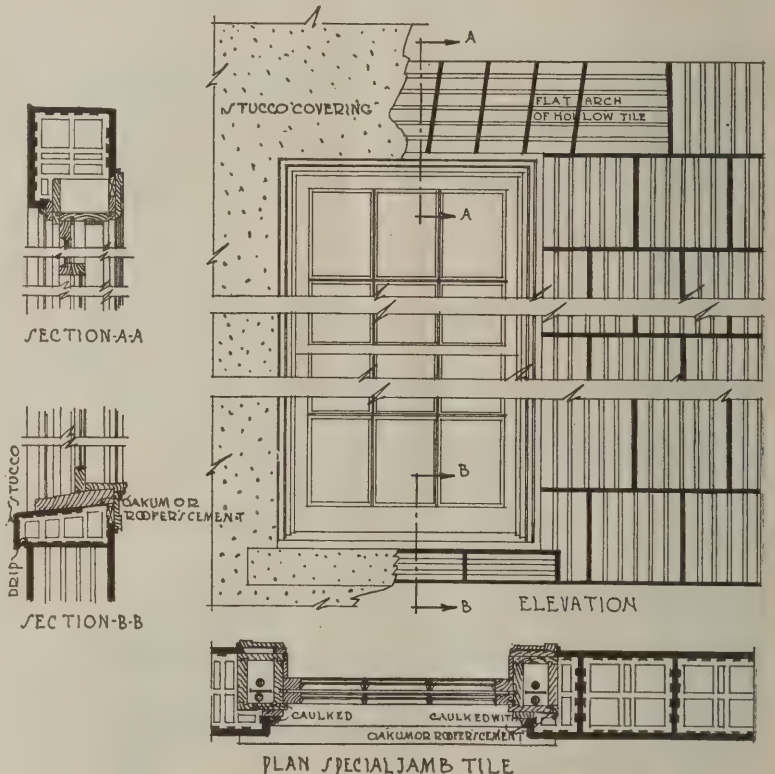 A
STUCCO COVERING
FLAT ARCH
OF HOLLOW TILE
A
SECTION-A-A
STUCCO
OAKUM OR
ROOFER'S CEMENT
DRIP
SECTION-B-B
B
B
ELEVATION
CAULKED
CAULKED WITH
OAKUM OR ROOFER'S CEMENT
PLAN SPECIAL JAMB TILE